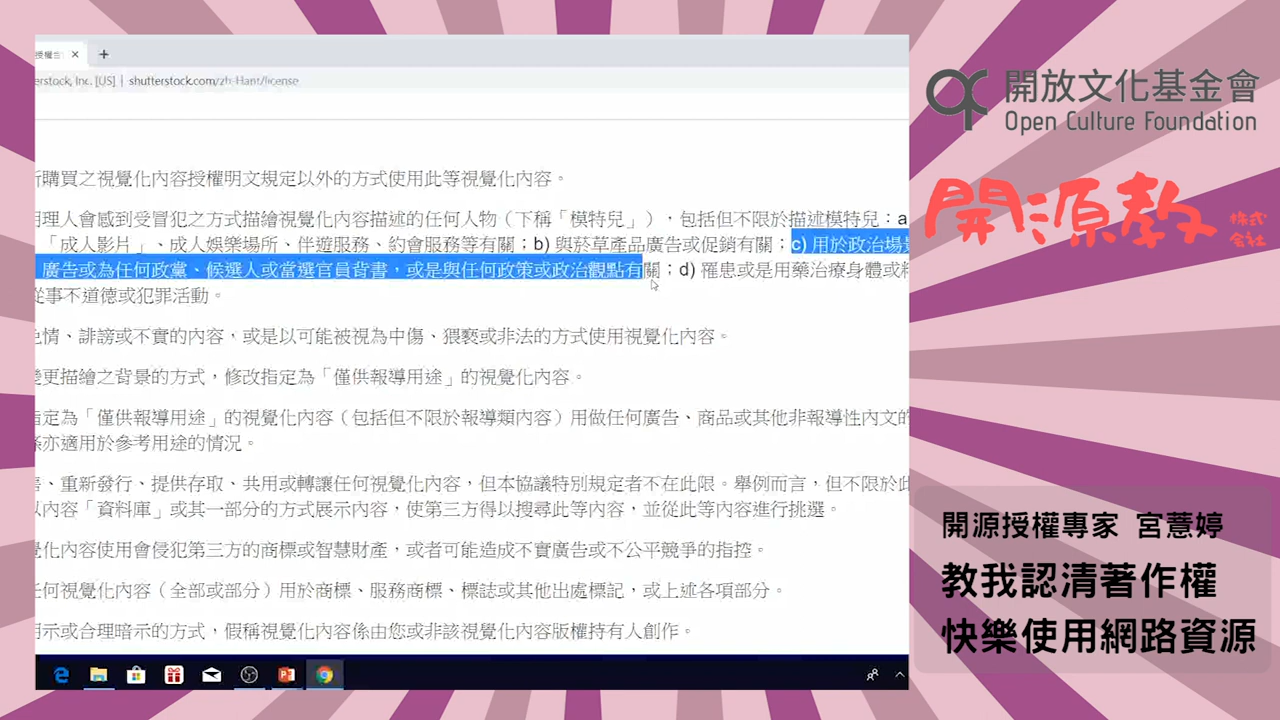 授權合
erstock, Inc. [US] | shutterstock.com/zh-Hant/license
所購買之視覺化內容授權明文規定以外的方式使用此等視覺化內容。
理人會感到受冒犯之方式描繪視覺化內容描述的任何人物（下稱「模特兒」），包括但不限於描述模特兒：a
「成人影片」、成人娛樂場所、伴遊服務、約會服務等有關；b) 與菸草產品廣告或促銷有關；c) 用於政治場景
廣告或為任何政黨、候選人或當選官員背書，或是與任何政策或政治觀點有關；d) 罹患或是用藥治療身體或精
從事不道德或犯罪活動。
色情、誹謗或不實的內容，或是以可能被視為中傷、猥褻或非法的方式使用視覺化內容。
變更描繪之背景的方式，修改指定為「僅供報導用途」的視覺化內容。
指定為「僅供報導用途」的視覺化內容（包括但不限於報導類內容）用做任何廣告、商品或其他非報導性內文的
亦適用於參考用途的情況。
、重新發行、提供存取、共用或轉讓任何視覺化內容，但本協議特別規定者不在此限。舉例而言，但不限於此
以內容「資料庫」或其一部分的方式展示內容，使第三方得以搜尋此等內容，並從此等內容進行挑選。
覺化內容使用會侵犯第三方的商標或智慧財產，或者可能造成不實廣告或不公平競爭的指控。
任何視覺化內容（全部或部分）用於商標、服務商標、標誌或其他出處標記，或上述各項部分。
明示或合理暗示的方式，假稱視覺化內容係由您或非該視覺化內容版權持有人創作。
開放文化基金會
Open Culture Foundation
開源教
株式
会社
開源授權專家 宮薏婷
教我認清著作權
快樂使用網路資源